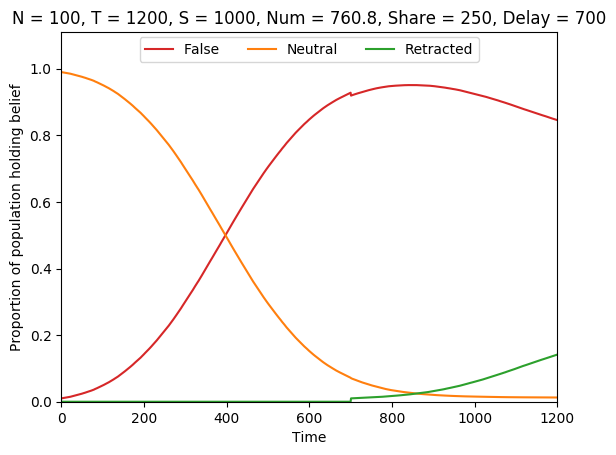 N = 100, T = 1200, S = 1000, Num = 760.8, Share = 250, Delay = 700
False Neutral Retracted
Proportion of population holding belief
1.0
0.8
0.6
0.4
0.2
0.0
0 200 400 600 800 1000 1200
Time